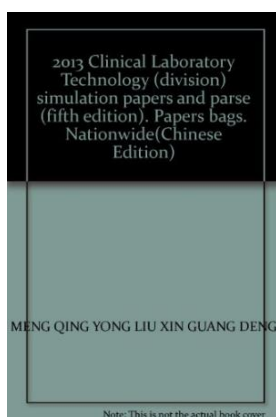 2013 Clinical Laboratory
Technology (division)
simulation papers and parse
(fifth edition). Papers bags.
Nationwide(Chinese
Edition)
MENG QING YONG LIU XIN GUANG DENG
Note: This is not the actual book cover